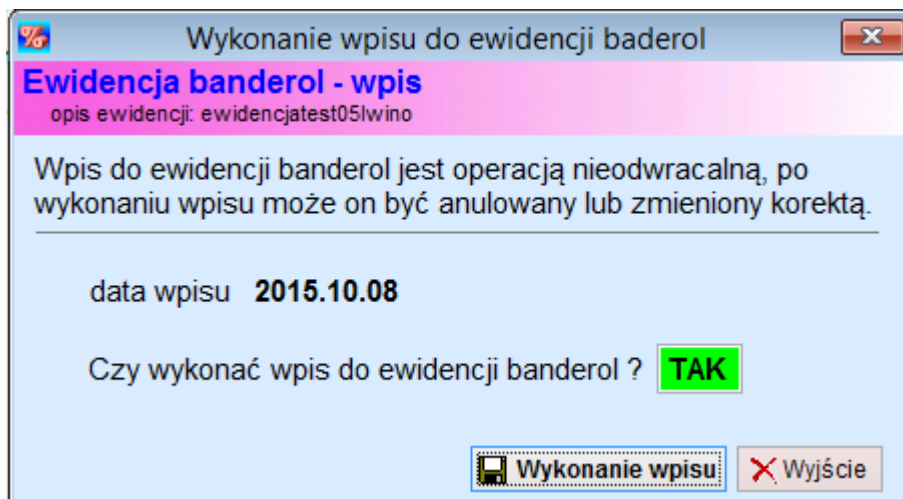 Wykonanie wpisu do ewidencji baderol
Ewidencja banderol - wpis
opis ewidencji: ewidencjatest05lwino
Wpis do ewidencji banderol jest operacją nieodwracalną, po
wykonaniu wpisu może on być anulowany lub zmieniony korektą.
data wpisu 2015.10.08
Czy wykonać wpis do ewidencji banderol ? TAK
Wykonanie wpisu Wyjście